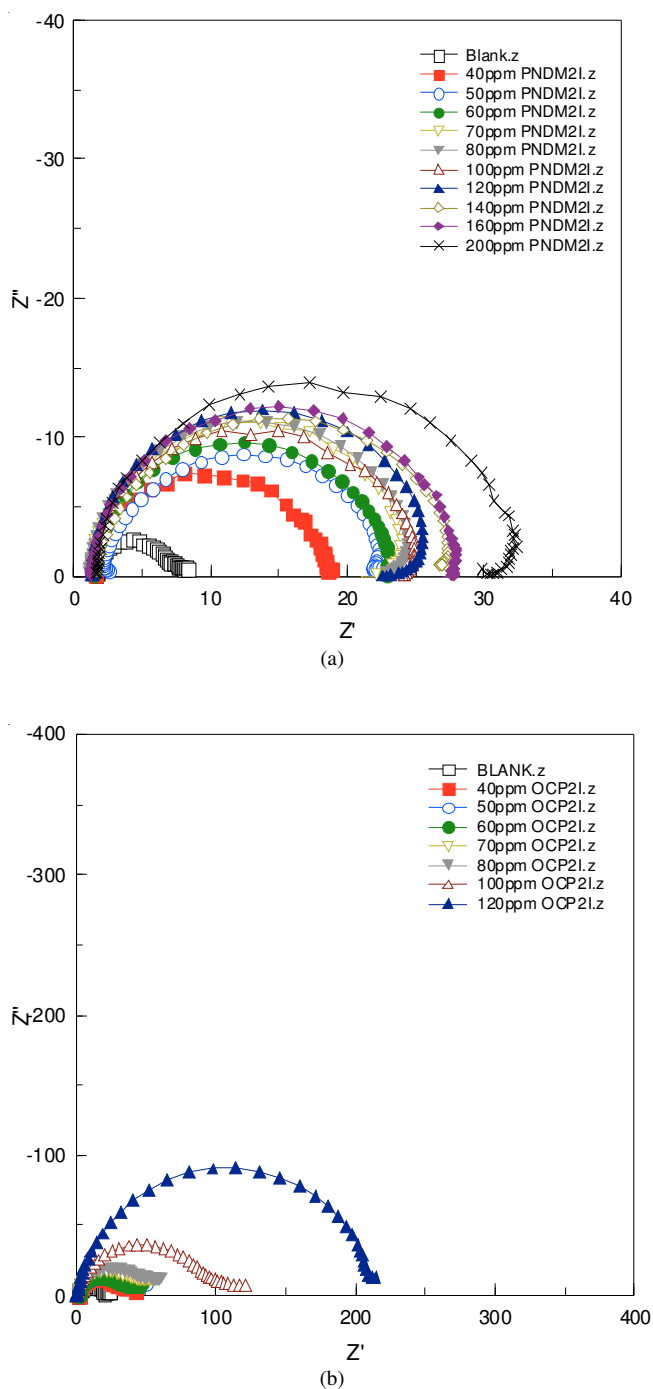 -40
-30
-20
-10
0
Z''
0 10 20 30 40
Z'
Blank.z
40ppm PNDM2I.z
50ppm PNDM2I.z
60ppm PNDM2I.z
70ppm PNDM2I.z
80ppm PNDM2I.z
100ppm PNDM2I.z
120ppm PNDM2I.z
140ppm PNDM2I.z
160ppm PNDM2I.z
200ppm PNDM2I.z
(a)
-400
-300
-200
-100
0
Z''
0 100 200 300 400
Z'
BLANK.z
40ppm OCP2I.z
50ppm OCP2I.z
60ppm OCP2I.z
70ppm OCP2I.z
80ppm OCP2I.z
100ppm OCP2I.z
120ppm OCP2I.z
(b)